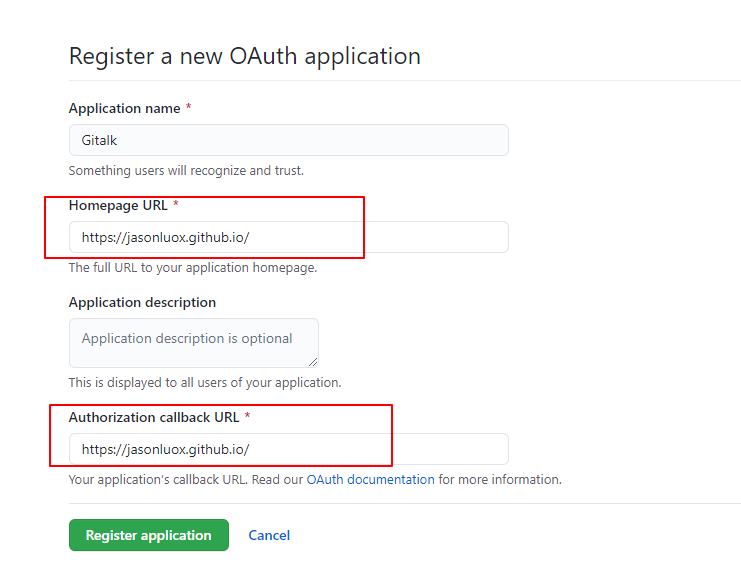 Register a new OAuth application
Application name *
Gitalk
Something users will recognize and trust.
Homepage URL *
https://jasonluox.github.io/
The full URL to your application homepage.
Application description
Application description is optional
This is displayed to all users of your application.
Authorization callback URL *
https://jasonluox.github.io/
Your application's callback URL. Read our OAuth documentation for more information.
Register application Cancel